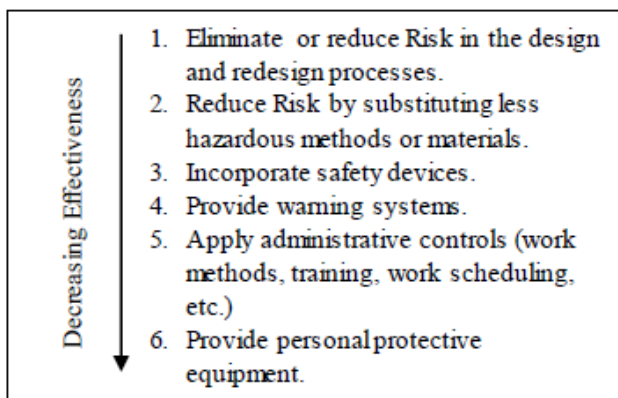 Decreasing Effectiveness
1. Eliminate or reduce Risk in the design
and redesign processes.
2. Reduce Risk by substituting less
hazardous methods or materials.
3. Incorporate safety devices.
4. Provide warning systems.
5. Apply administrative controls (work
methods, training, work scheduling,
etc.)
6. Provide personal protective
equipment.